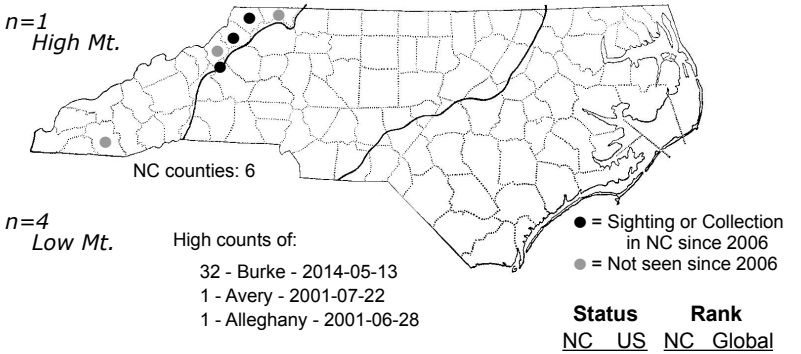 n=1
High Mt.
NC counties: 6
n=4
Low Mt.
High counts of:
32 - Burke - 2014-05-13
1 - Avery - 2001-07-22
1 - Alleghany - 2001-06-28
= Sighting or Collection
in NC since 2006
= Not seen since 2006
Status Rank
NC US NC Global